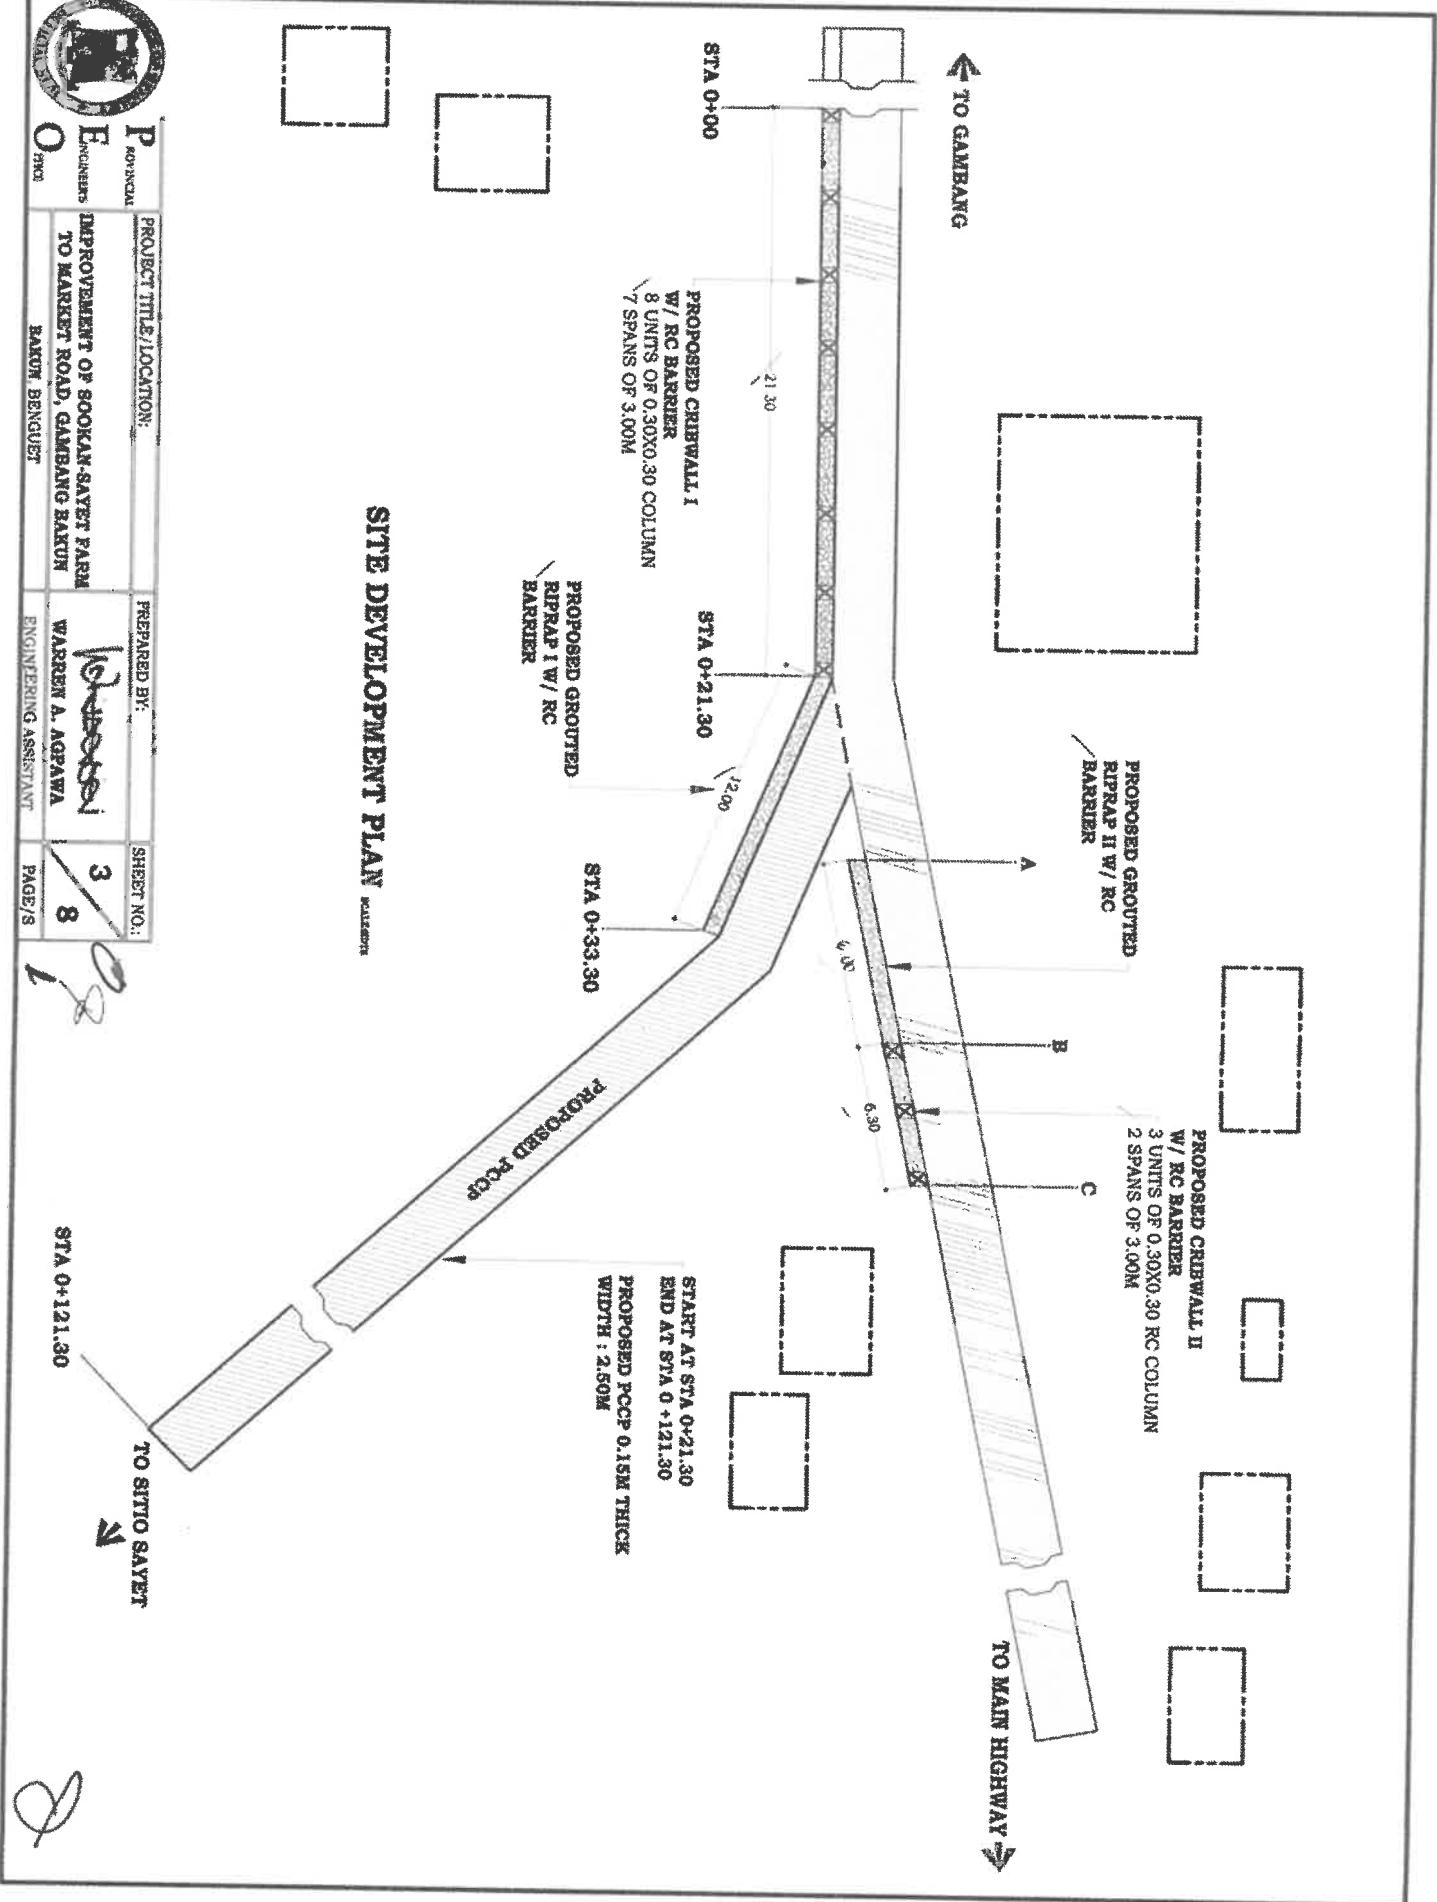 TO GAMBANG
STA 0+00
PROPOSED CRIBWALL I
W/ RC BARRIER
8 UNITS OF 0.30X0.30 COLUMN
7 SPANS OF 3.00M
21.30
STA 0+21.30
PROPOSED GROUTED
RIPRAP I W/ RC
BARRIER
12.00
STA 0+33.30
PROPOSED GROUTED
RIPRAP II W/ RC
BARRIER
A
B
C
6.30
PROPOSED CRIBWALL II
W/ RC BARRIER
3 UNITS OF 0.30X0.30 RC COLUMN
2 SPANS OF 3.00M
PROPOSED PCCP
START AT STA 0+21.30
END AT STA 0 +121.30
PROPOSED PCCP 0.15M THICK
WIDTH : 2.50M
STA 0+121.30
TO SITIO SAYET
TO MAIN HIGHWAY
SITE DEVELOPMENT PLAN
PROVINCIAL
ENGINEER'S
OFFICE
PROJECT TITLE/LOCATION:
IMPROVEMENT OF SOOKAN-SAYET FARM
TO MARKET ROAD, GAMBANG BAKUN
BAKUN, BENGUET
PREPARED BY:
WARREN A. AGPAWA
ENGINEERING ASSISTANT
SHEET NO.:
3/8
PAGE/S